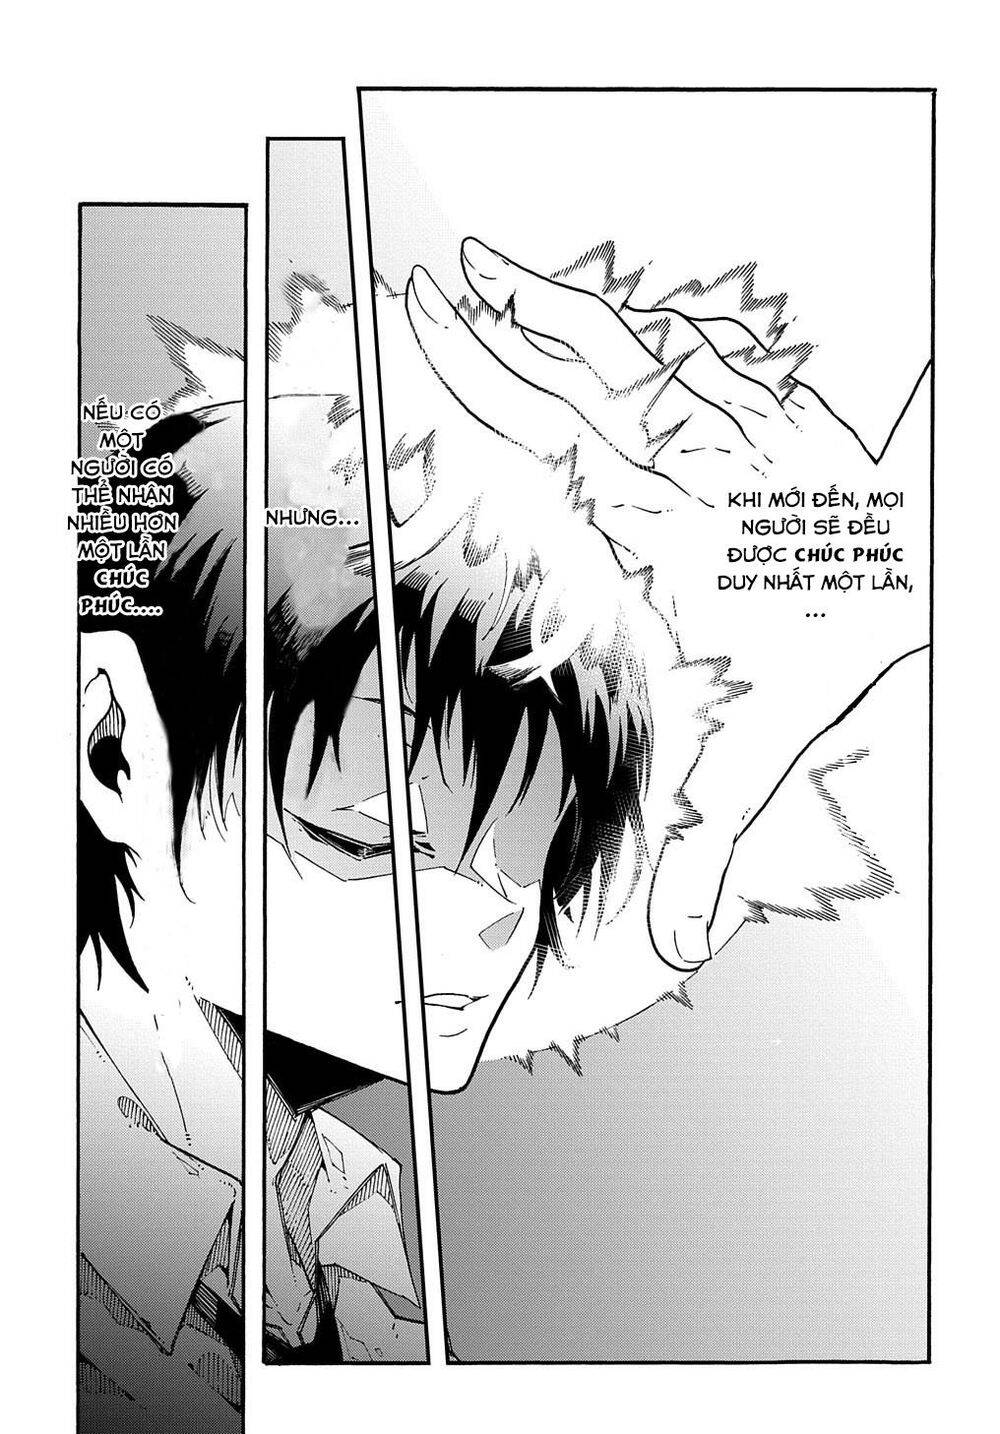 KHI MỚI ĐẾN, MỌI
NGƯỜI SẼ ĐỀU
ĐƯỢC CHÚC PHÚC
DUY NHẤT MỘT LẦN,
...
NHƯNG...
NẾU CÓ
MỘT
NGƯỜI CÓ
THỂ NHẬN
NHIỀU HƠN
MỘT LẦN
CHÚC
PHÚC....